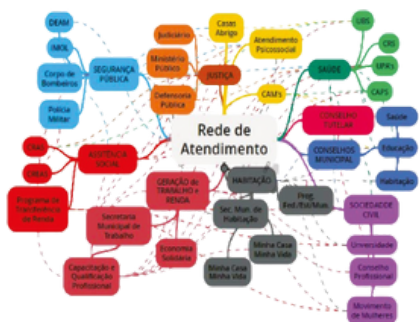 DEAM
IMOL
Corpo de
Bombeiros
Polícia
Militar
SEGURANÇA
PÚBLICA
Judiciário
Ministério
Público
Defensoria
Pública
JUSTIÇA
Casas
Abrigo
Atendimento
Psicossocial
CAM's
SAÚDE
UBS
CRS
UPA's
CAPS
CONSELHO
TUTELAR
CONSELHOS
MUNICIPAL
Saúde
Educação
Habitação
Rede de
Atendimento
CRAS
CREAS
Programa de
Transferência
de Renda
ASSISTÊNCIA
SOCIAL
GERAÇÃO de
TRABALHO e
RENDA
Secretaria
Municipal de
Trabalho
Capacitação e
Qualificação
Profissional
Economia
Solidária
HABITAÇÃO
Sec. Mun. de
Habitação
Minha Casa
Minha Vida
Minha Casa
Minha Vida
Prog.
Fed./Est/Mun.
SOCIEDADE
CIVIL
Universidade
Conselho
Profissional
Movimento
de Mulheres